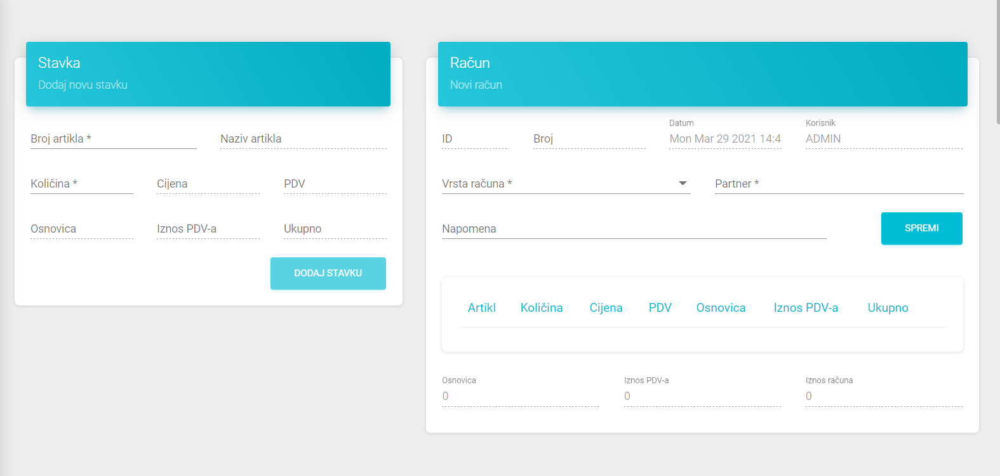 Stavka
Dodaj novu stavku
Broj artikla *
Naziv artikla
Količina *
Cijena
PDV
Osnovica
Iznos PDV-a
Ukupno
DODAJ STAVKU
Račun
Novi račun
ID
Broj
Datum
Mon Mar 29 2021 14:4
Korisnik
ADMIN
Vrsta računa *
Partner *
Napomena
SPREMI
Artikl Količina Cijena PDV Osnovica Iznos PDV-a Ukupno
Osnovica
0
Iznos PDV-a
0
Iznos računa
0